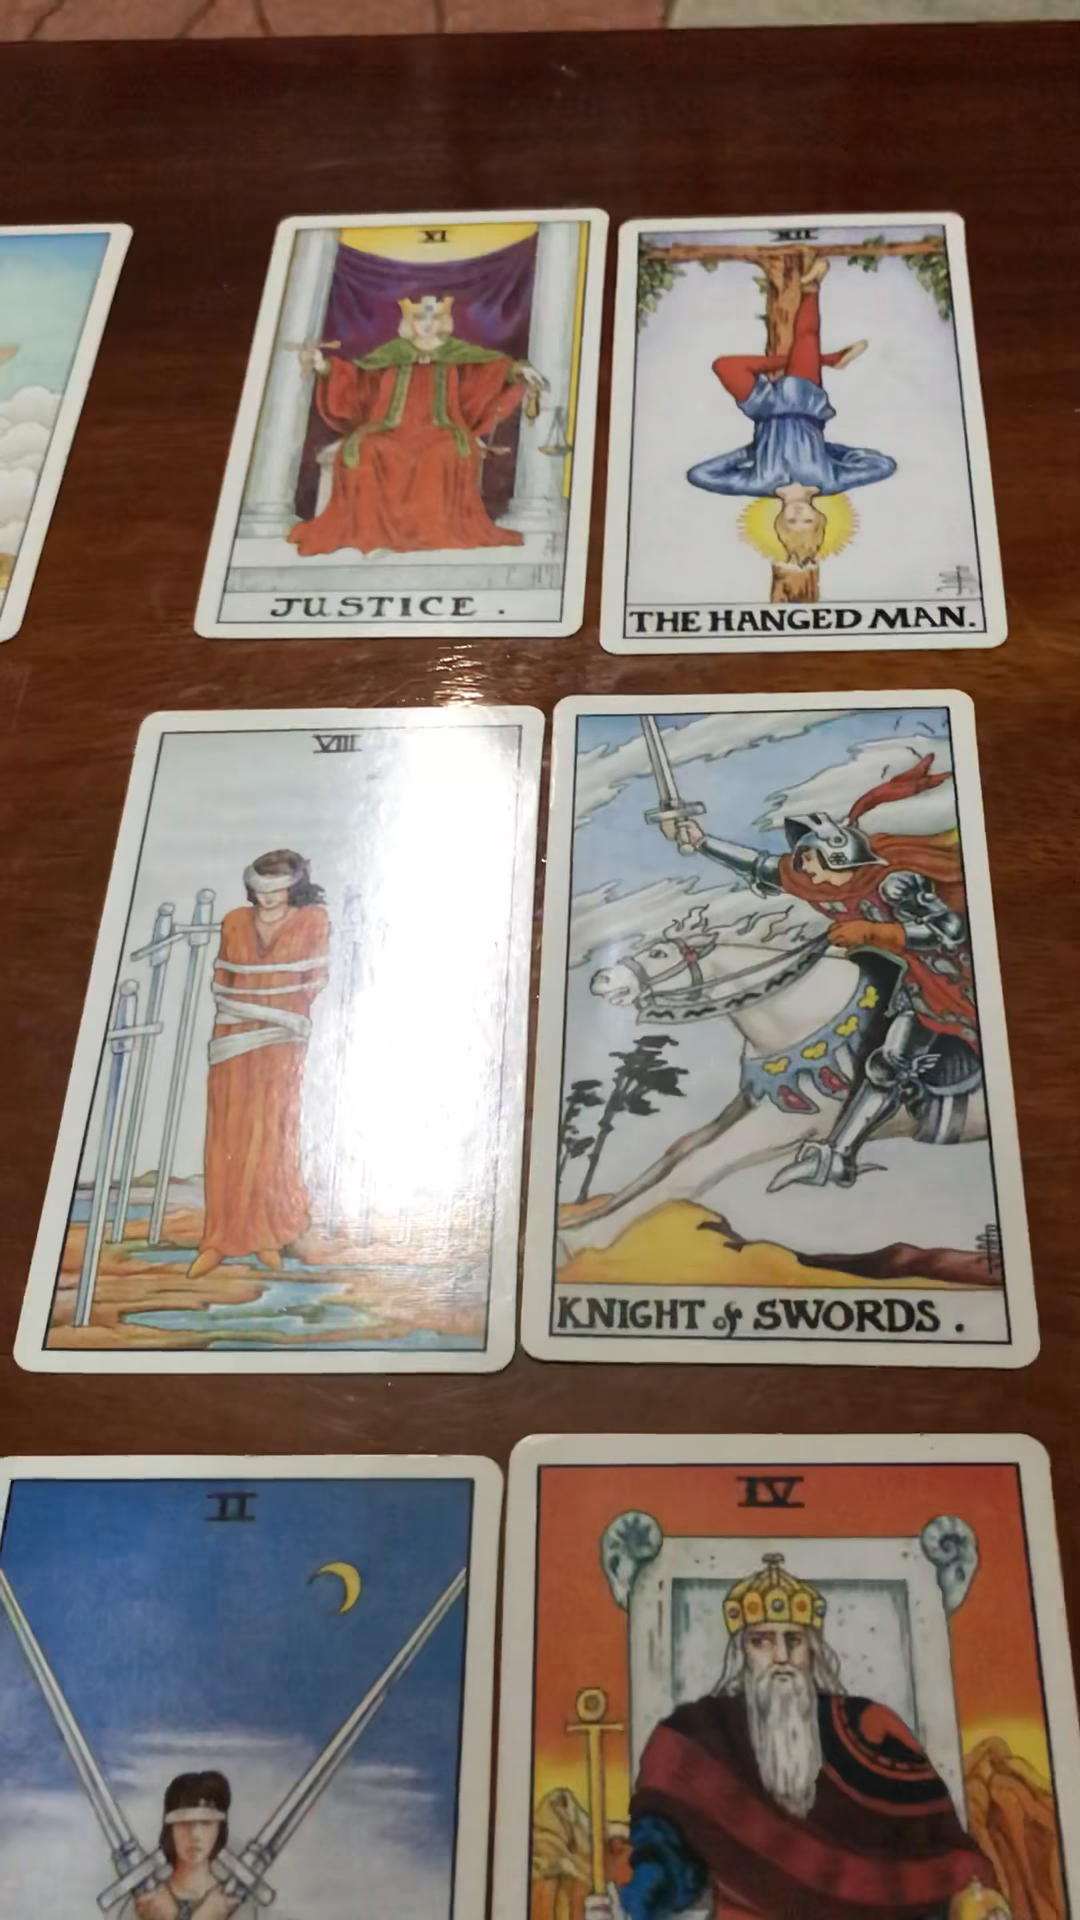 XI
JUSTICE .
XII
THE HANGED MAN.
VIII
KNIGHT of SWORDS .
II
IV